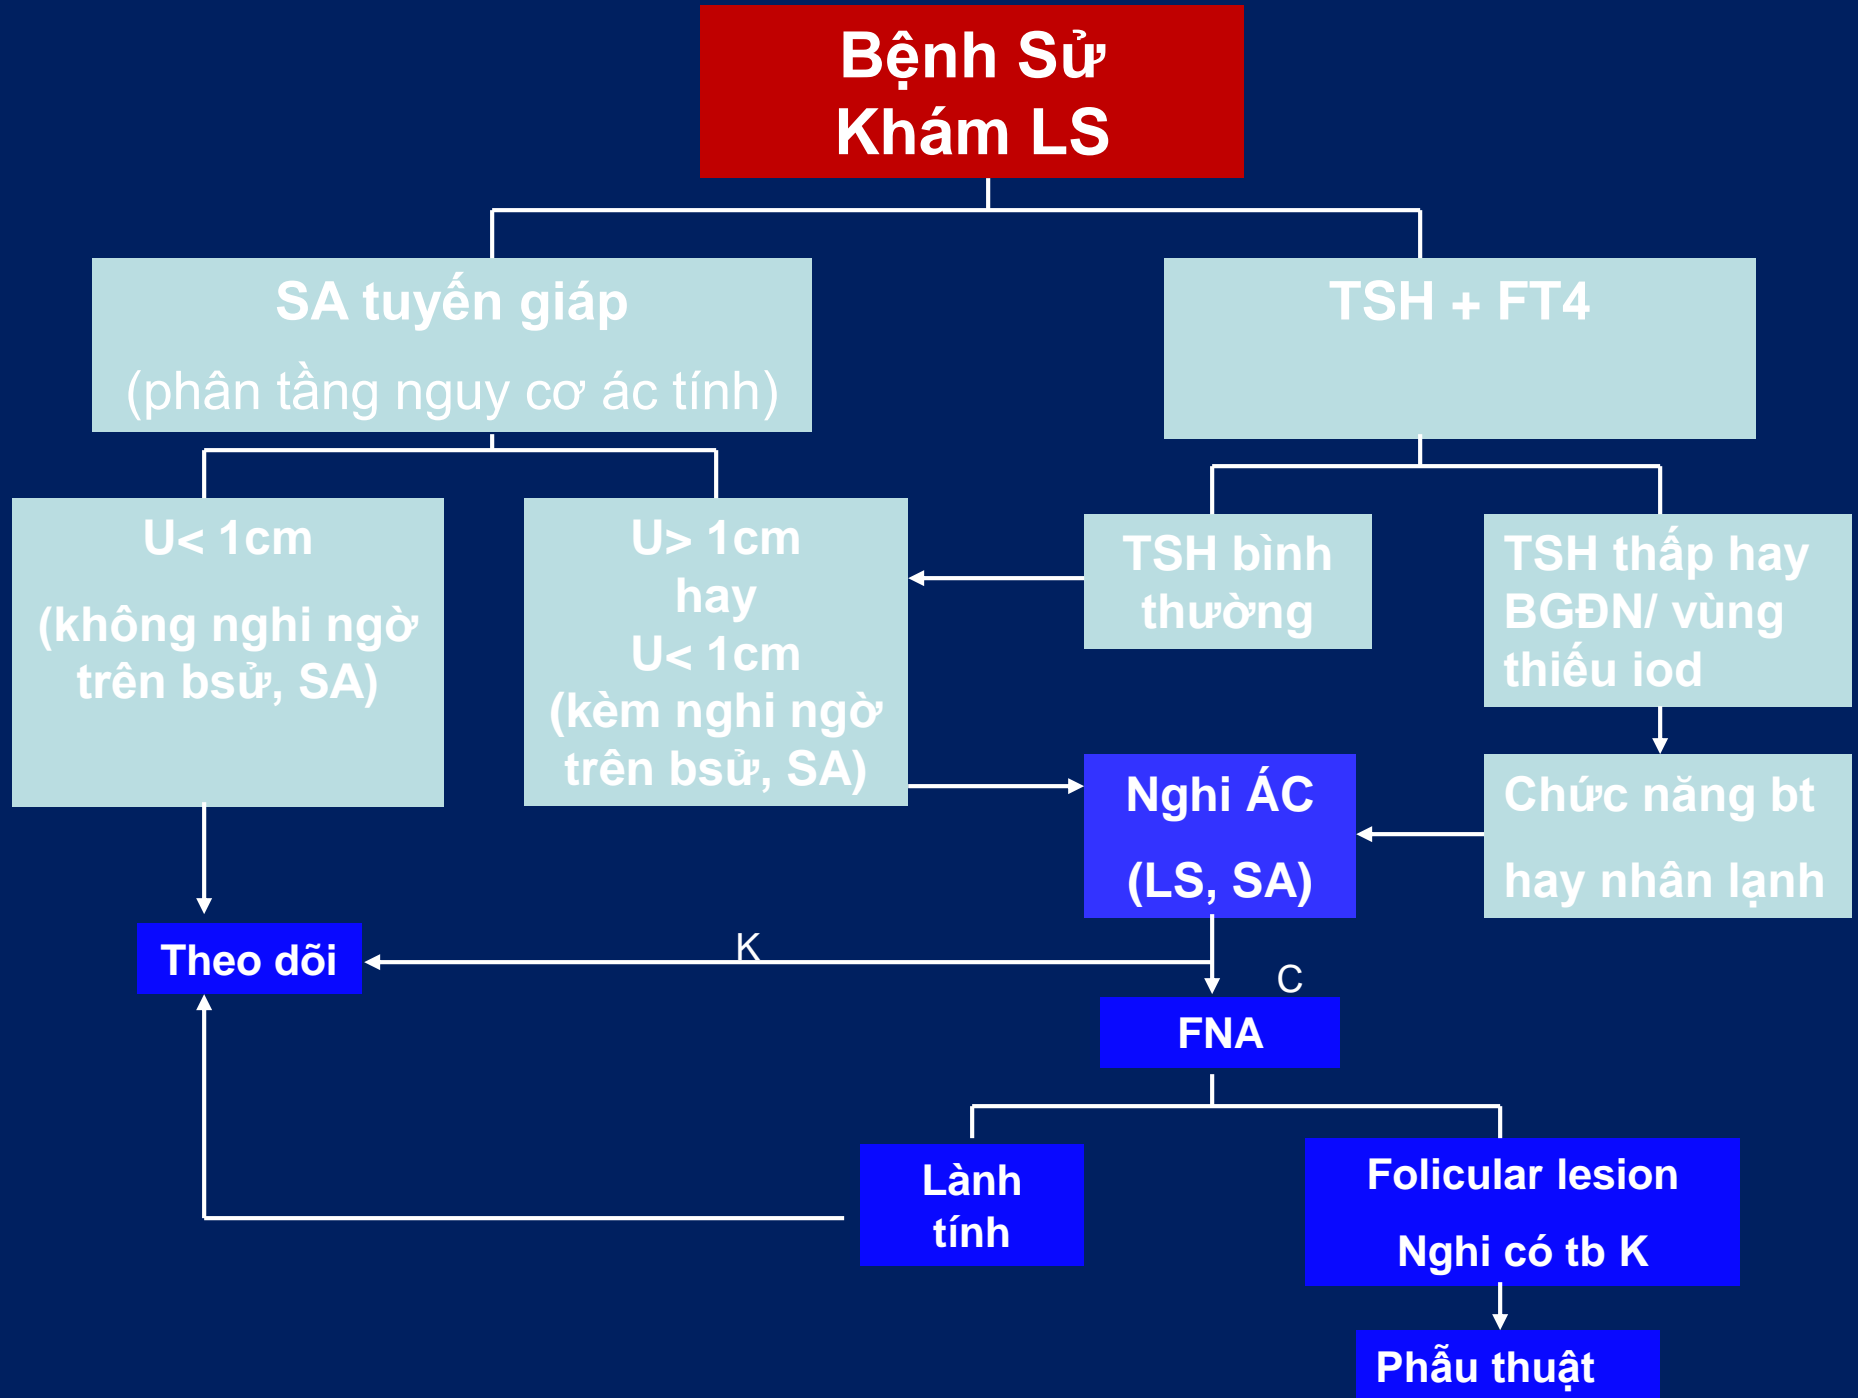 Bệnh Sử
Khám LS
SA tuyến giáp
(phân tầng nguy cơ ác tính)
TSH + FT4
U< 1cm
(không nghi ngờ
trên bsử, SA)
U> 1cm
hay
U< 1cm
(kèm nghi ngờ
trên bsử, SA)
TSH bình
thường
TSH thấp hay
BGĐN/ vùng
thiếu iod
Nghi ÁC
(LS, SA)
Chức năng bt
hay nhân lạnh
Theo dõi
K
C
FNA
Lành
tính
Folicular lesion
Nghi có tb K
Phẫu thuật